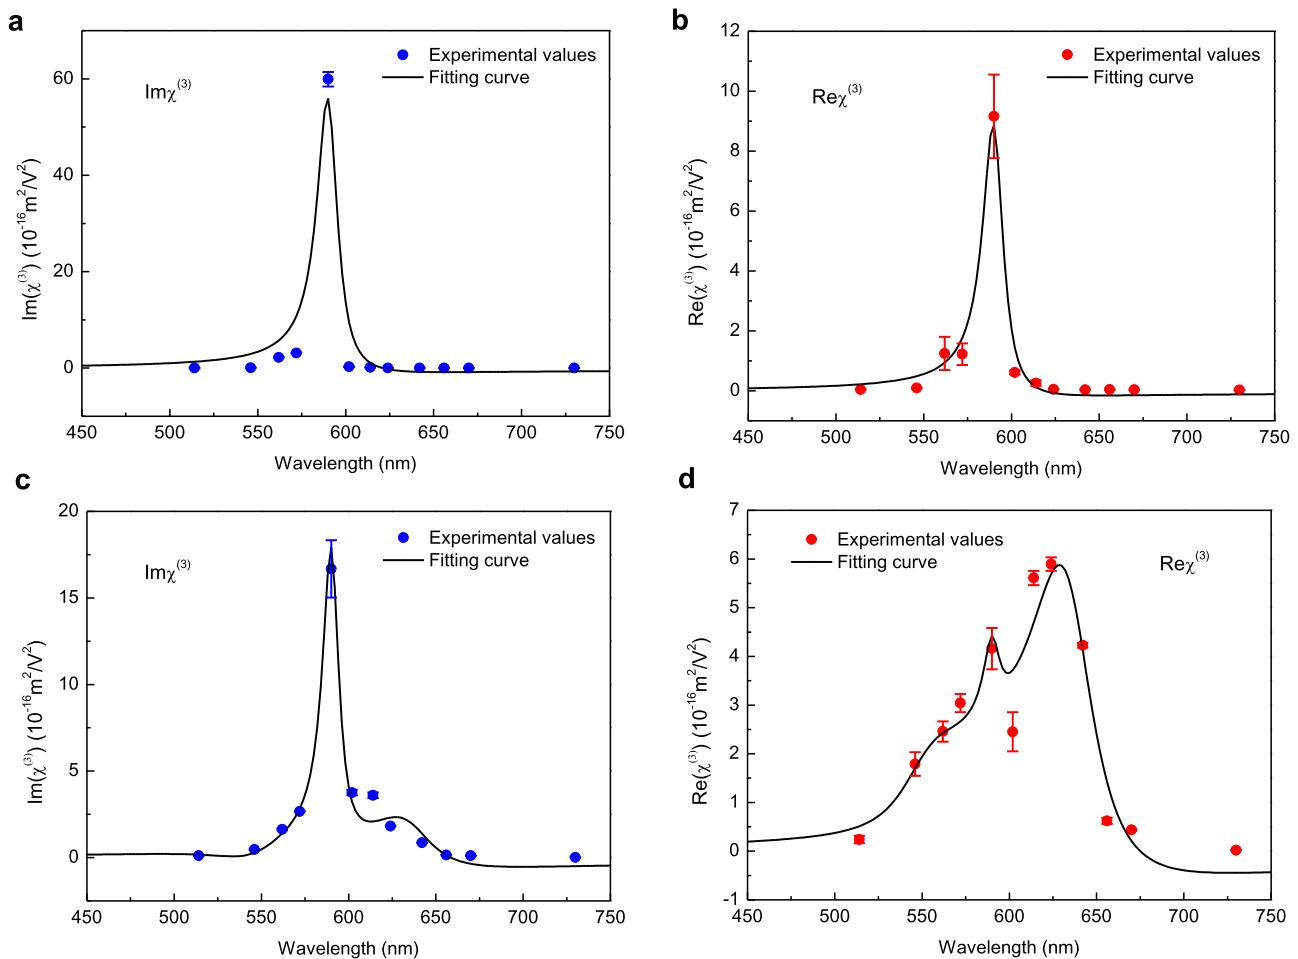 a
Imχ(3)
Experimental values
Fitting curve
60
40
20
0
450 500 550 600 650 700 750
Wavelength (nm)
Im(χ(3)) (10-16m2/V2)
b
Reχ(3)
Experimental values
Fitting curve
12
10
8
6
4
2
0
450 500 550 600 650 700 750
Wavelength (nm)
Re(χ(3)) (10-16m2/V2)
c
Imχ(3)
Experimental values
Fitting curve
20
15
10
5
0
450 500 550 600 650 700 750
Wavelength (nm)
Im(χ(3)) (10-16m2/V2)
d
Experimental values
Fitting curve
Reχ(3)
7
6
5
4
3
2
1
0
-1
450 500 550 600 650 700 750
Wavelength (nm)
Re(χ(3)) (10-16m2/V2)